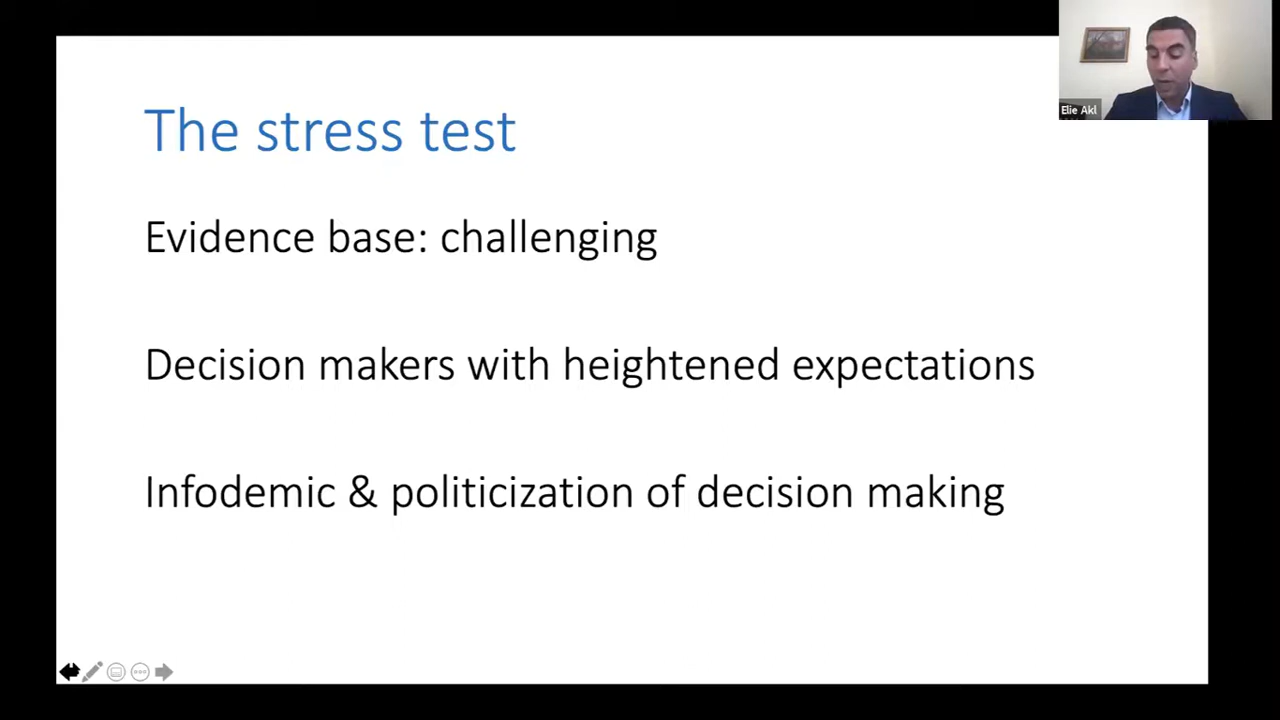 The stress test
Elie Akl
Evidence base: challenging
Decision makers with heightened expectations
Infodemic & politicization of decision making